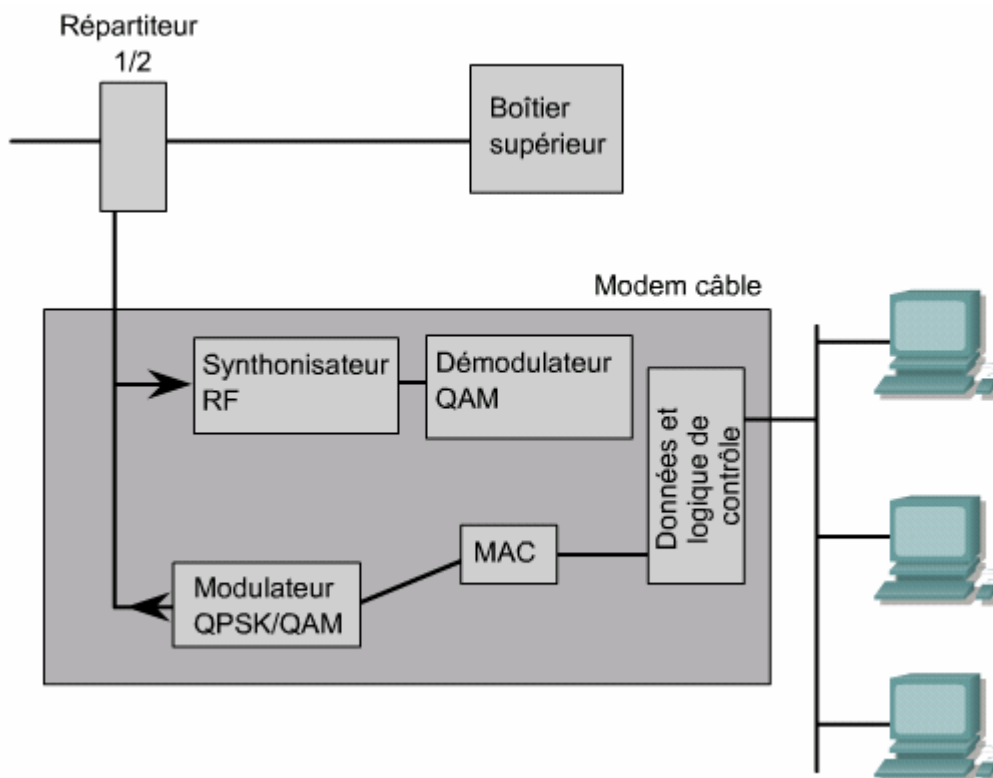 Répartiteur
1/2
Boîtier
supérieur
Modem câble
Synthonisateur
RF
Démodulateur
QAM
Données et
logique de
contrôle
MAC
Modulateur
QPSK/QAM